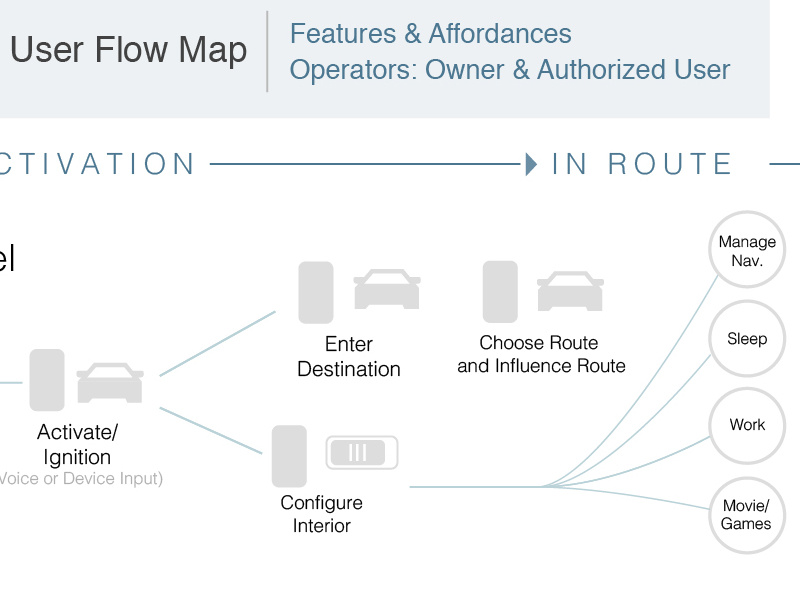 User Flow Map
Features & Affordances
Operators: Owner & Authorized User
CTIVATION
IN ROUTE
el
Manage
Nav.
Sleep
Work
Movie/
Games
Enter
Destination
Choose Route
and Influence Route
Activate/
Ignition
Voice or Device Input)
Configure
Interior